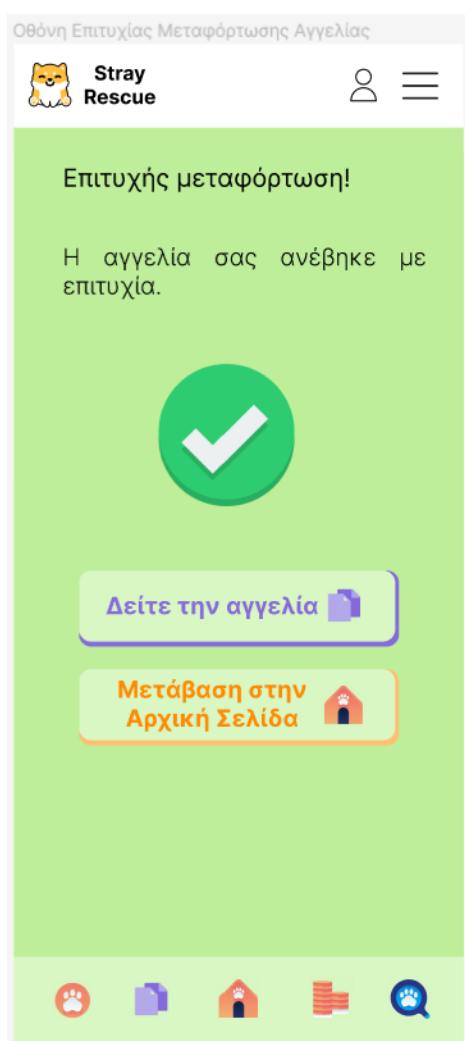 Οθόνη Επιτυχίας Μεταφόρτωσης Αγγελίας
Stray
Rescue
Επιτυχής μεταφόρτωση!
Η αγγελία σας ανέβηκε με
επιτυχία.
Δείτε την αγγελία
Μετάβαση στην
Αρχική Σελίδα